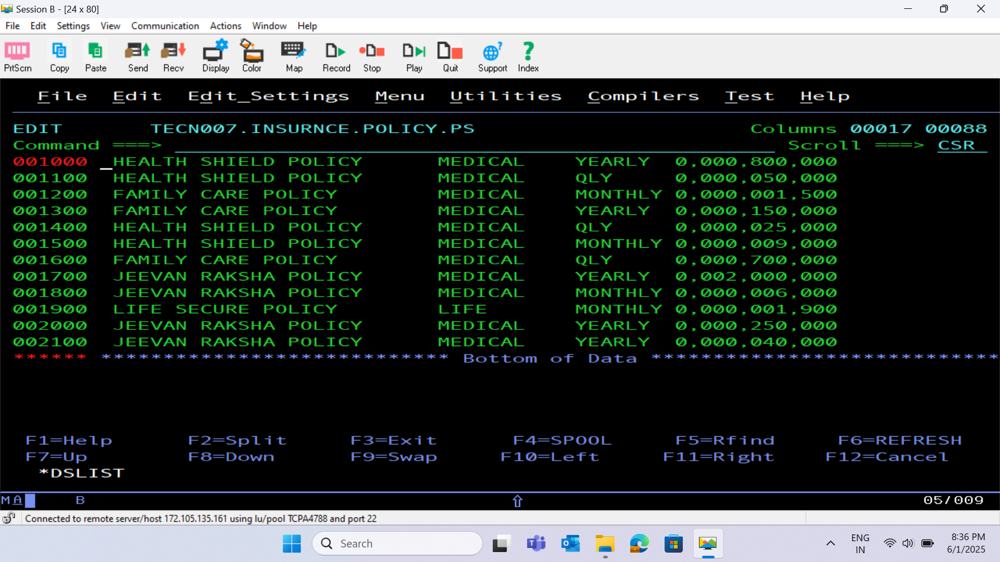 Session B - [24 x 80]
File Edit Settings View Communication Actions Window Help
PrtScrn Copy Paste Send Recv Display Color Map Record Stop Play Quit Support Index
File Edit Edit_Settings Menu Utilities Compilers Test Help
EDIT TECN007.INSURNCE.POLICY.PS Columns 00017 00088
Command ===> Scroll ===> CSR
001000 _HEALTH SHIELD POLICY MEDICAL YEARLY 0,000,800,000
001100 HEALTH SHIELD POLICY MEDICAL QLY 0,000,050,000
001200 FAMILY CARE POLICY MEDICAL MONTHLY 0,000,001,500
001300 FAMILY CARE POLICY MEDICAL YEARLY 0,000,150,000
001400 HEALTH SHIELD POLICY MEDICAL QLY 0,000,025,000
001500 HEALTH SHIELD POLICY MEDICAL MONTHLY 0,000,009,000
001600 FAMILY CARE POLICY MEDICAL QLY 0,000,700,000
001700 JEEVAN RAKSHA POLICY MEDICAL YEARLY 0,002,000,000
001800 JEEVAN RAKSHA POLICY MEDICAL MONTHLY 0,000,006,000
001900 LIFE SECURE POLICY LIFE MONTHLY 0,000,001,900
002000 JEEVAN RAKSHA POLICY MEDICAL YEARLY 0,000,250,000
002100 JEEVAN RAKSHA POLICY MEDICAL YEARLY 0,000,040,000
****** **************************** Bottom of Data ****************************
F1=Help F2=Split F3=Exit F4=SPOOL F5=Rfind F6=REFRESH
F7=Up F8=Down F9=Swap F10=Left F11=Right F12=Cancel
*DSLIST
MA B 05/009
Connected to remote server/host 172.105.135.161 using lu/pool TCPA4788 and port 22
Search
ENG
IN
8:36 PM
6/1/2025